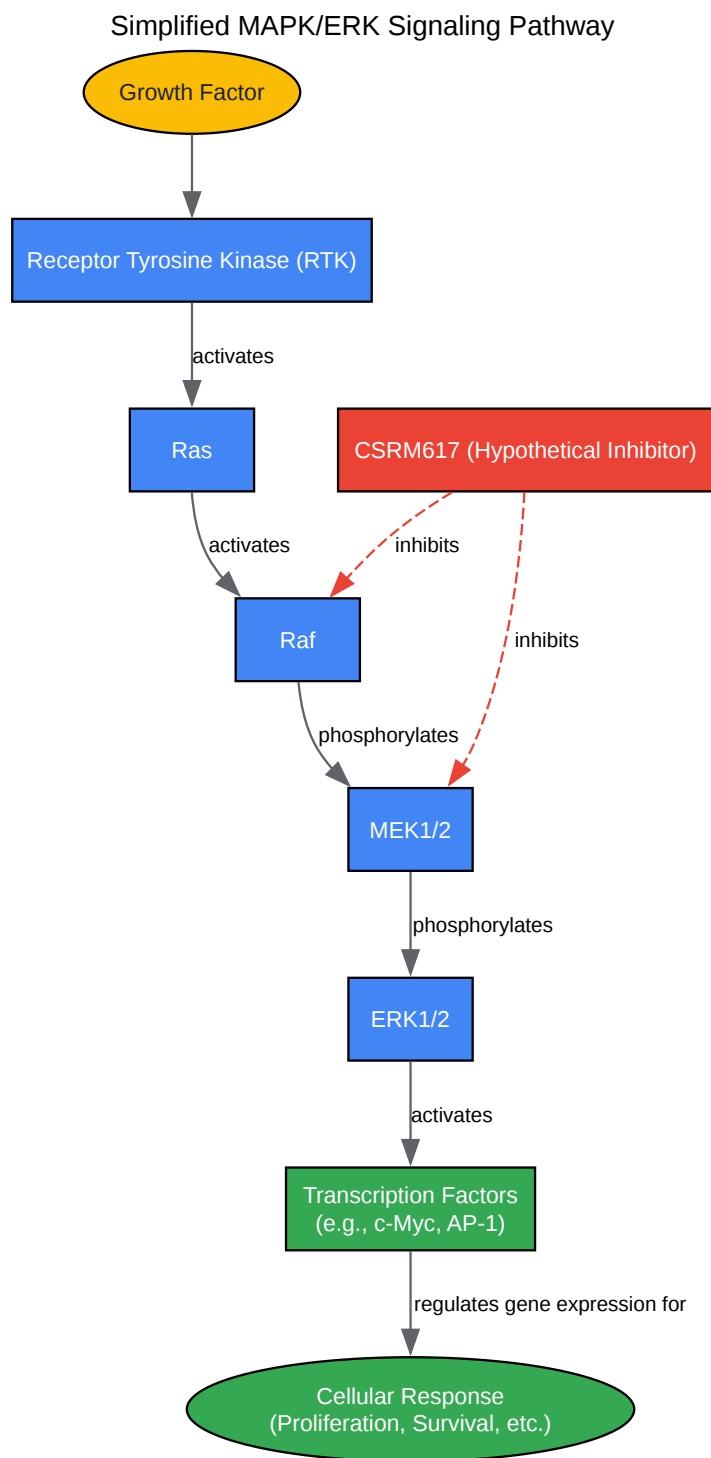 Simplified MAPK/ERK Signaling Pathway
Growth Factor
Receptor Tyrosine Kinase (RTK)
activates
Ras
CSRM617 (Hypothetical Inhibitor)
activates
inhibits
Raf
inhibits
phosphorylates
MEK1/2
phosphorylates
ERK1/2
activates
Transcription Factors
(e.g., c-Myc, AP-1)
regulates gene expression for
Cellular Response
(Proliferation, Survival, etc.)